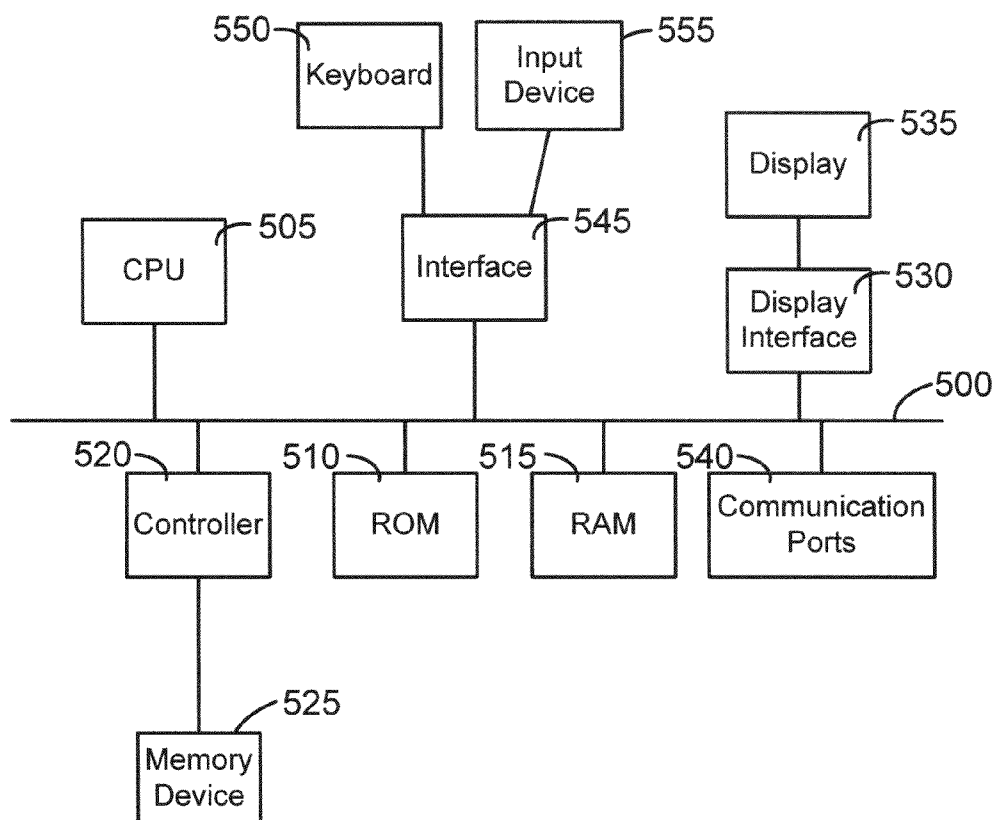 550
Keyboard
555
Input
Device
535
Display
505
CPU
545
Interface
530
Display
Interface
500
520
Controller
510
ROM
515
RAM
540
Communication
Ports
525
Memory
Device